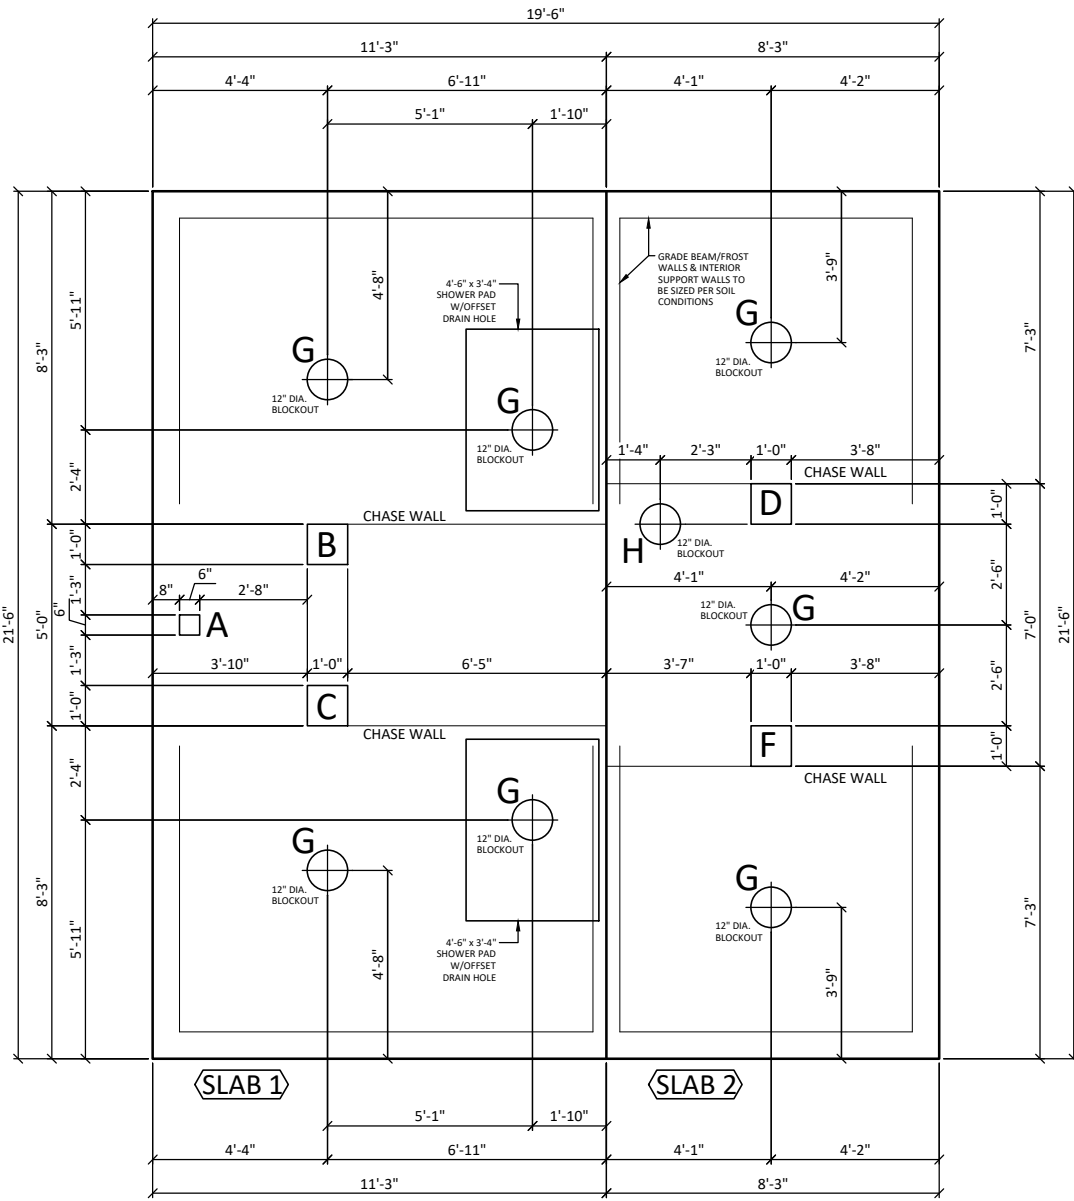 19'-6"
11'-3" 8'-3"
4'-4" 6'-11" 4'-1" 4'-2"
5'-1" 1'-10"
21'-6"
8'-3"
5'-11"
4'-8"
4'-6" x 3'-4"
SHOWER PAD
W/OFFSET
DRAIN HOLE
GRADE BEAM/FROST
WALLS & INTERIOR
SUPPORT WALLS TO
BE SIZED PER SOIL
CONDITIONS
3'-9"
7'-3"
21'-6"
G
12" DIA.
BLOCKOUT
G
12" DIA.
BLOCKOUT
G
12" DIA.
BLOCKOUT
2'-4"
1'-4" 2'-3" 1'-0" 3'-8"
CHASE WALL
CHASE WALL
D
1'-0"
H
12" DIA.
BLOCKOUT
B
1'-0"
1'-3"
6"
1'-3"
1'-0"
5'-0"
8" 6" 2'-8"
A
4'-1" 4'-2"
12" DIA.
BLOCKOUT
G
2'-6"
7'-0"
2'-6"
1'-0"
3'-10" 1'-0" 6'-5" 3'-7" 1'-0" 3'-8"
C
CHASE WALL
F
CHASE WALL
2'-4"
8'-3"
5'-11"
G
12" DIA.
BLOCKOUT
G
12" DIA.
BLOCKOUT
G
12" DIA.
BLOCKOUT
4'-6" x 3'-4"
SHOWER PAD
W/OFFSET
DRAIN HOLE
4'-8"
3'-9"
7'-3"
SLAB 1 SLAB 2
5'-1" 1'-10"
4'-4" 6'-11" 4'-1" 4'-2"
11'-3" 8'-3"